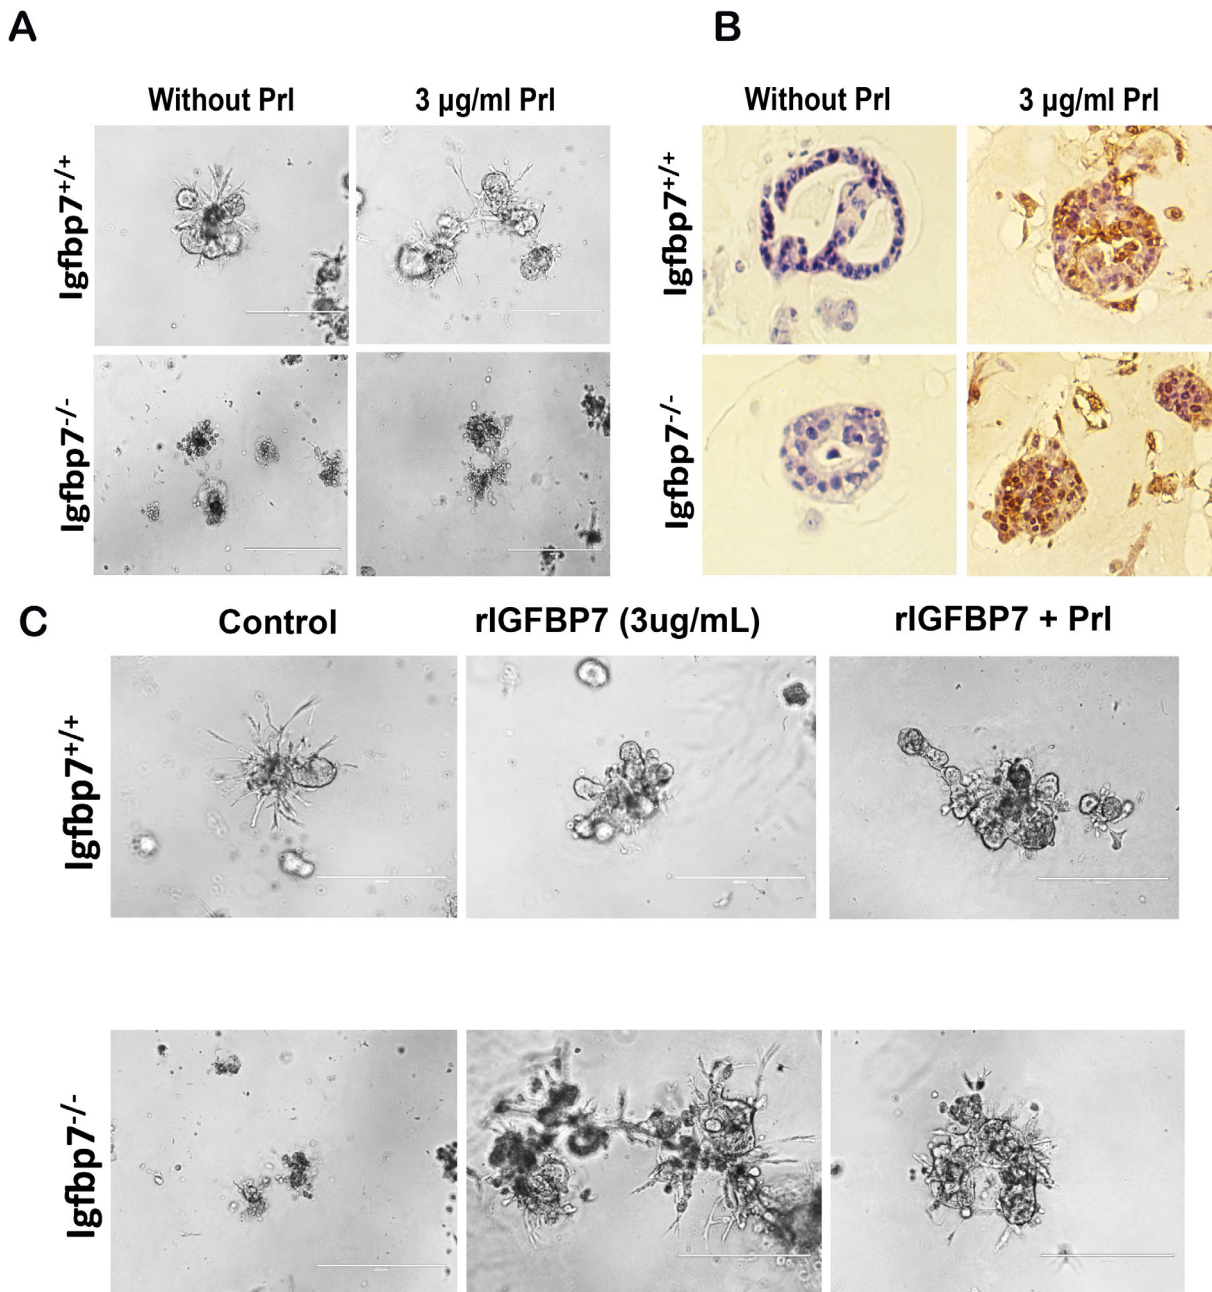 A
B
Without Prl
3 µg/ml Prl
Without Prl
3 µg/ml Prl
Igfbp7+/+
Igfbp7+/+
Igfbp7-/-
Igfbp7-/-
C
Control
rIGFBP7 (3ug/mL)
rIGFBP7 + Prl
Igfbp7+/+
Igfbp7-/-